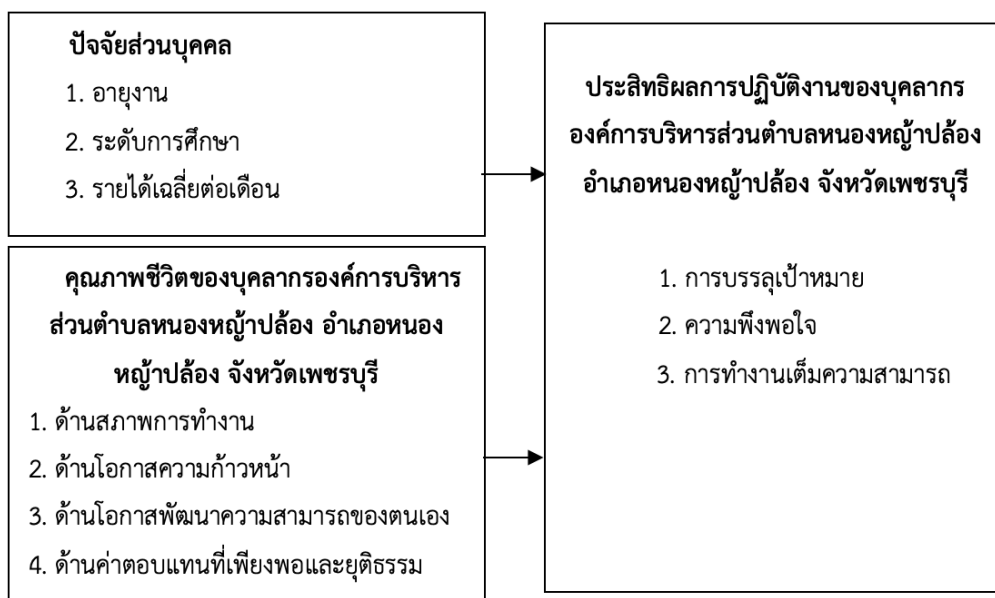 ปัจจัยส่วนบุคคล
1. อายุงาน
2. ระดับการศึกษา
3. รายได้เฉลี่ยต่อเดือน
คุณภาพชีวิตของบุคลากรองค์การบริหาร
ส่วนตำบลหนองหญ้าปล้อง อำเภอหนอง
หญ้าปล้อง จังหวัดเพชรบุรี
1. ด้านสภาพการทำงาน
2. ด้านโอกาสความก้าวหน้า
3. ด้านโอกาสพัฒนาความสามารถของตนเอง
4. ด้านค่าตอบแทนที่เพียงพอและยุติธรรม
ประสิทธิผลการปฏิบัติงานของบุคลากร
องค์การบริหารส่วนตำบลหนองหญ้าปล้อง
อำเภอหนองหญ้าปล้อง จังหวัดเพชรบุรี
1. การบรรลุเป้าหมาย
2. ความพึงพอใจ
3. การทำงานเต็มความสามารถ